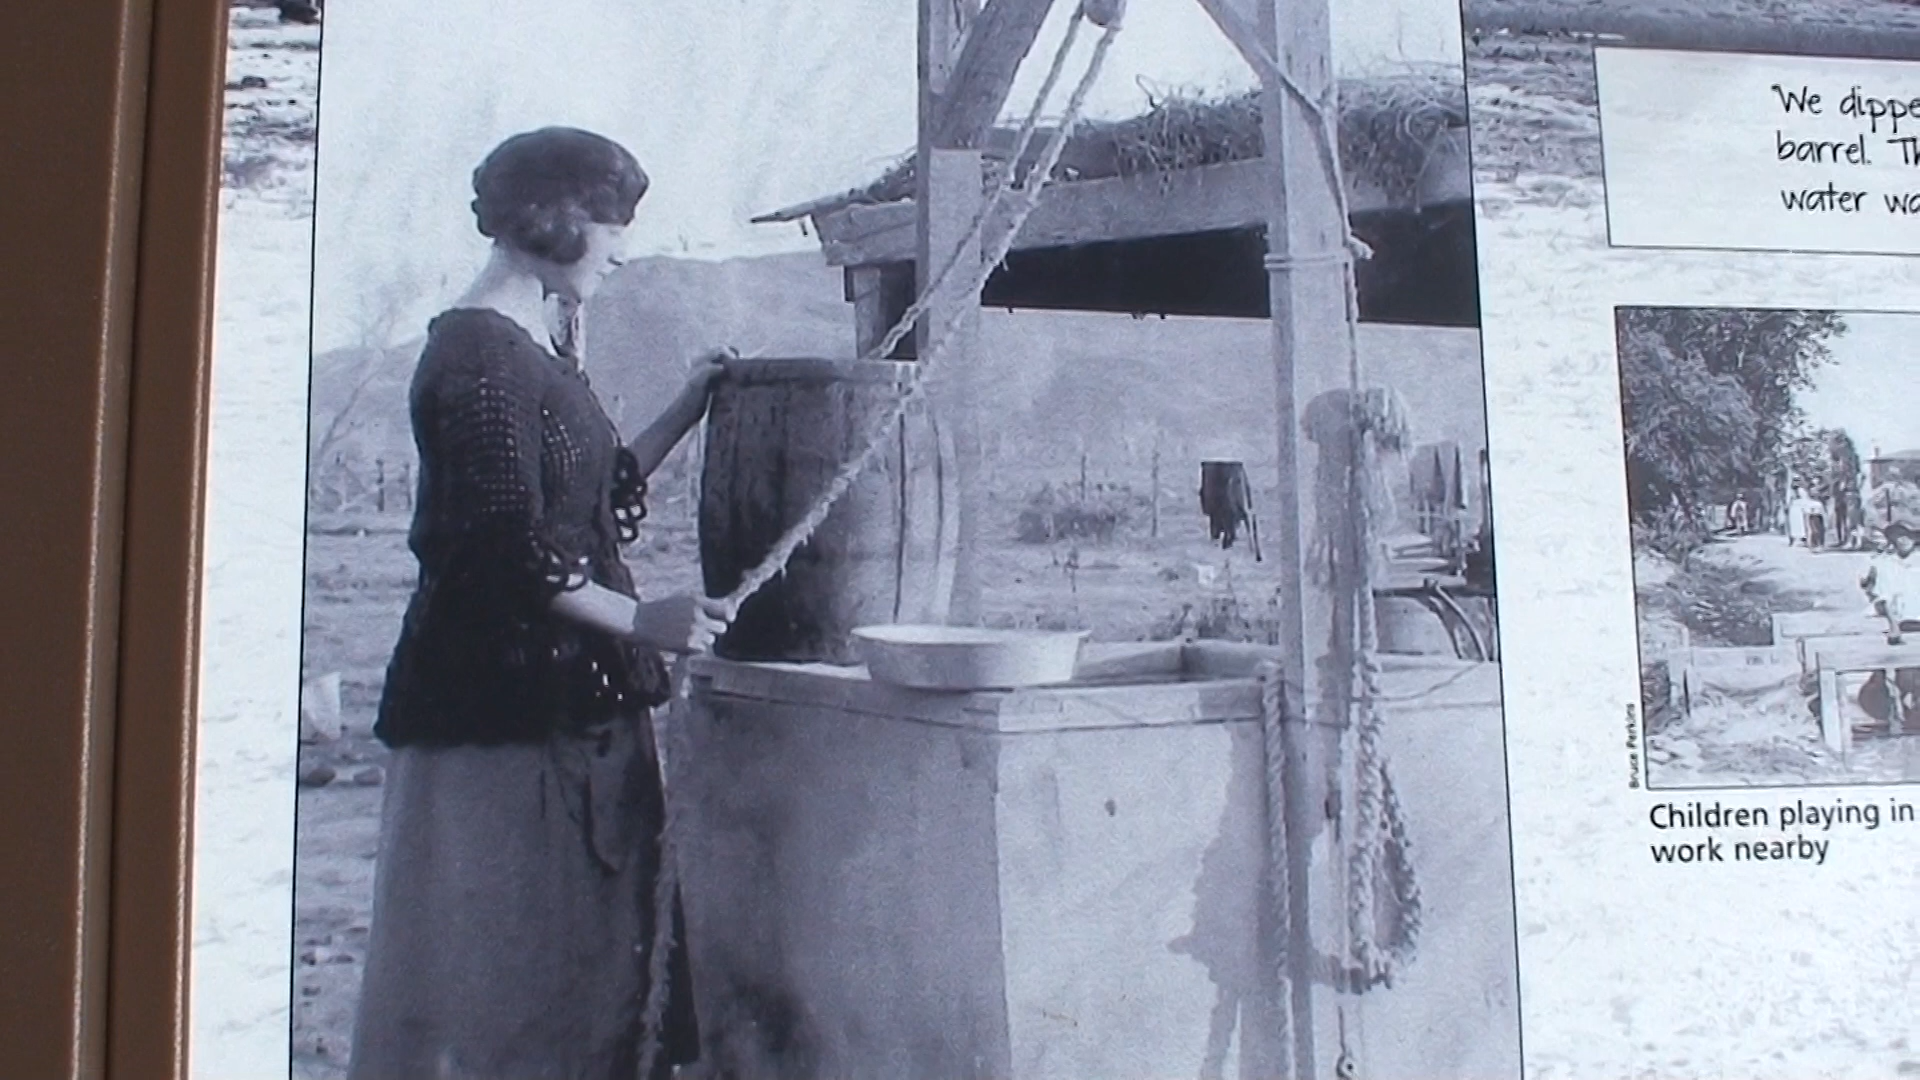 We dippe
barrel. Th
water wa
Bruce Perkins
Children playing in
work nearby